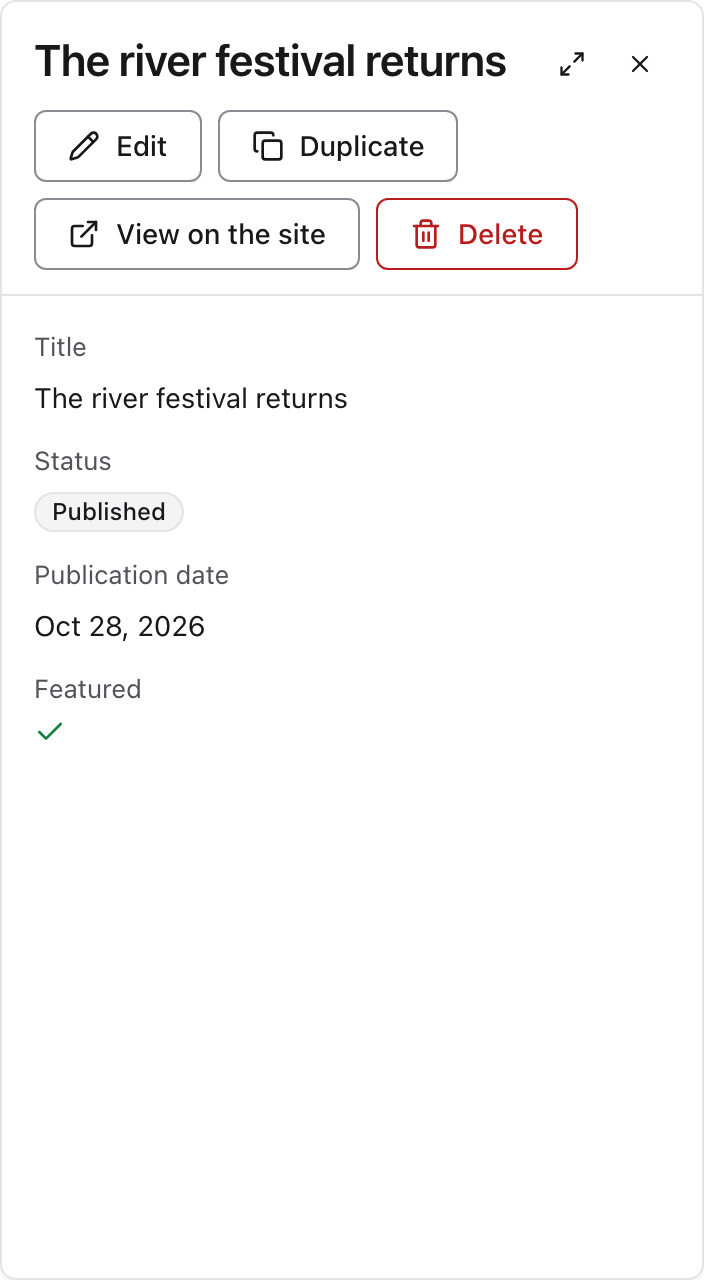 The river festival returns
Edit
Duplicate
View on the site
Delete
Title
The river festival returns
Status
Published
Publication date
Oct 28, 2026
Featured